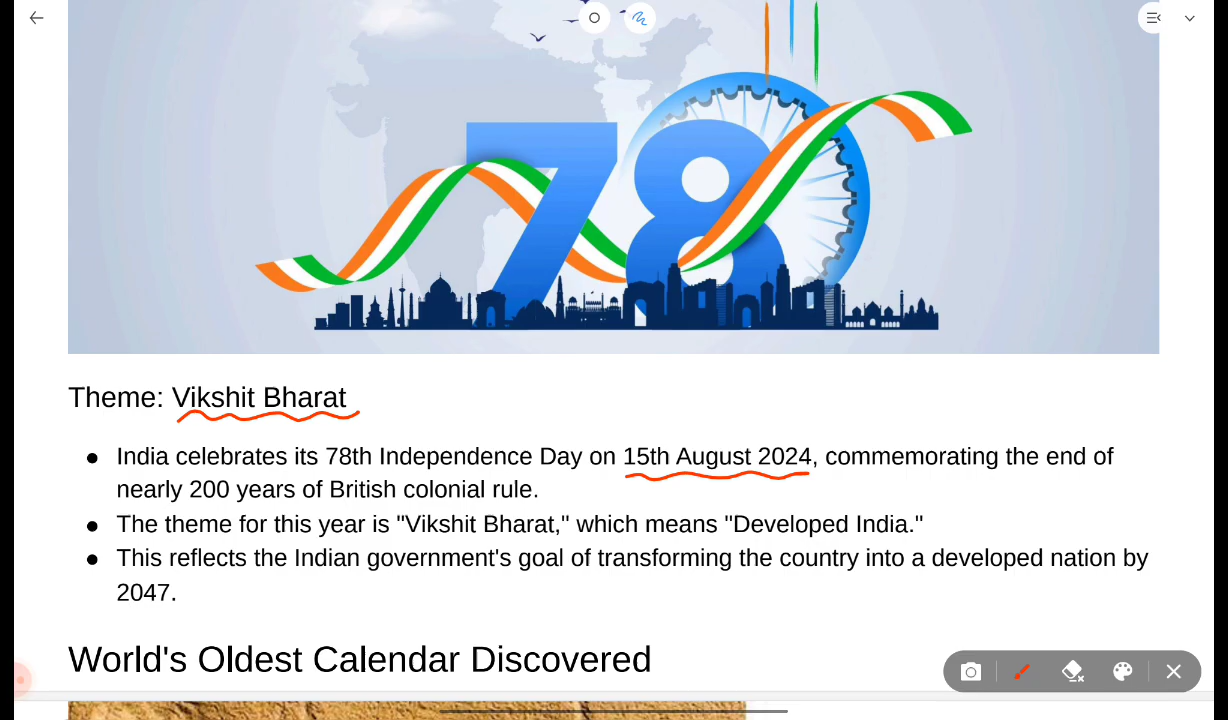 78
Theme: Vikshit Bharat
● India celebrates its 78th Independence Day on 15th August 2024, commemorating the end of
nearly 200 years of British colonial rule.
● The theme for this year is "Vikshit Bharat," which means "Developed India."
● This reflects the Indian government's goal of transforming the country into a developed nation by
2047.
World's Oldest Calendar Discovered